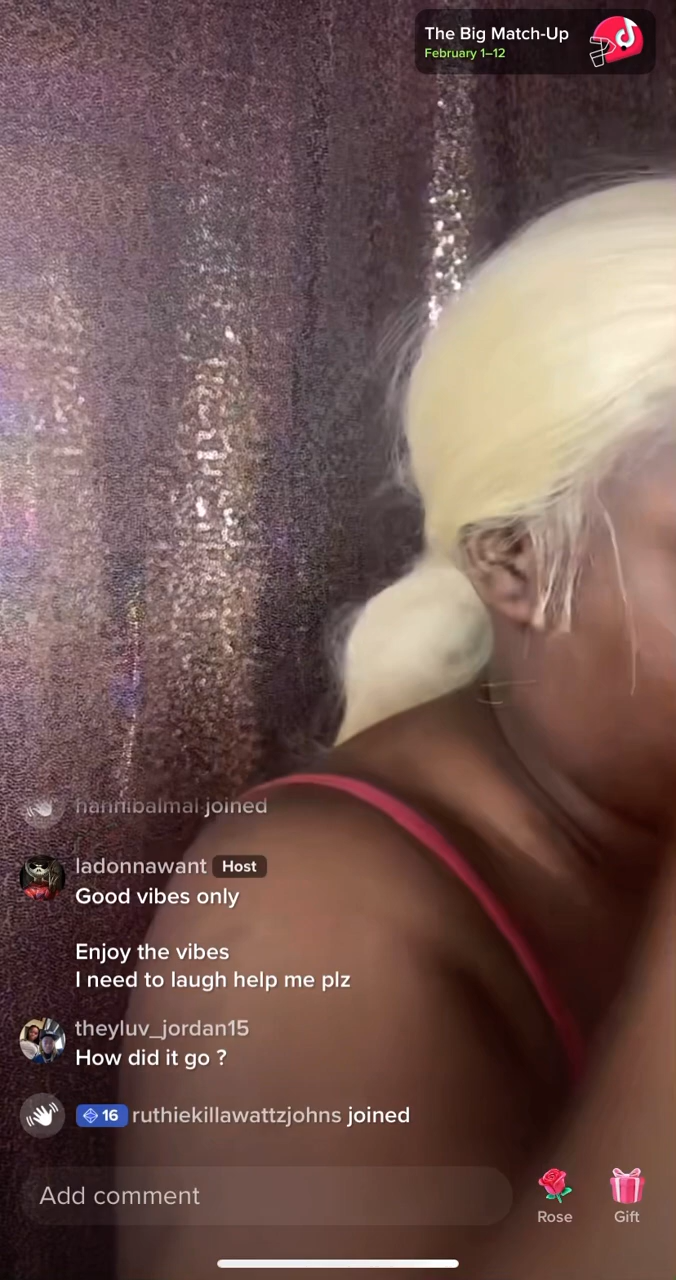 The Big Match-Up
February 1–12
hannibalmal joined
ladonnawant Host
Good vibes only
Enjoy the vibes
I need to laugh help me plz
theyluv_jordan15
How did it go ?
16 ruthiekillawattzjohns joined
Add comment
Rose
Gift